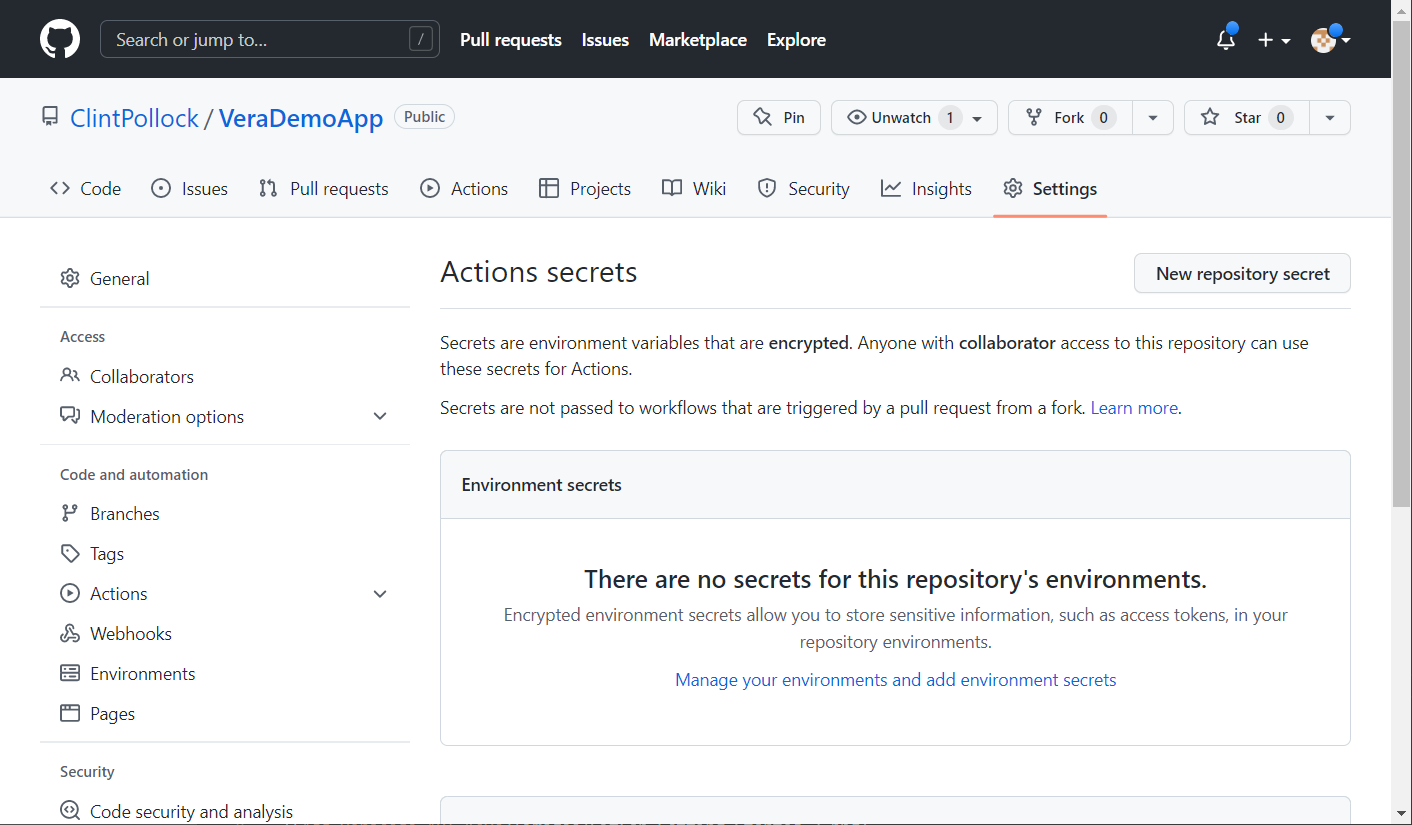 Search or jump to... /
Pull requests Issues Marketplace Explore
ClintPollock / VeraDemoApp Public
Pin Unwatch 1 Fork 0 Star 0
Code Issues Pull requests Actions Projects Wiki Security Insights Settings
General
Access
Collaborators
Moderation options
Code and automation
Branches
Tags
Actions
Webhooks
Environments
Pages
Security
Code security and analysis
Actions secrets
New repository secret
Secrets are environment variables that are encrypted. Anyone with collaborator access to this repository can use
these secrets for Actions.
Secrets are not passed to workflows that are triggered by a pull request from a fork. Learn more.
Environment secrets
There are no secrets for this repository's environments.
Encrypted environment secrets allow you to store sensitive information, such as access tokens, in your
repository environments.
Manage your environments and add environment secrets